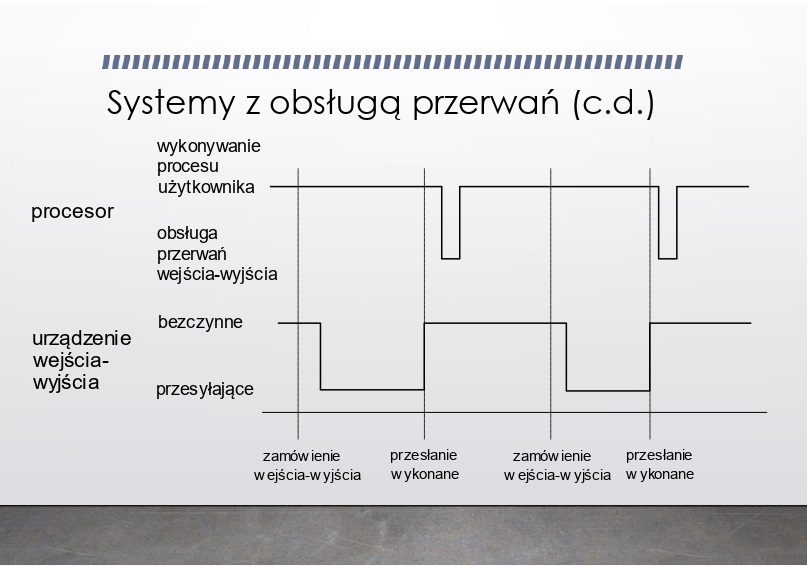 Systemy z obsługą przerwań (c.d.)
wykonywanie
procesu
użytkownika
procesor
obsługa
przerwań
wejścia-wyjścia
bezczynne
urządzenie
wejścia-
wyjścia
przesyłające
zamówienie
wejścia-wyjścia
przesłanie
wykonane
zamówienie
wejścia-wyjścia
przesłanie
wykonane